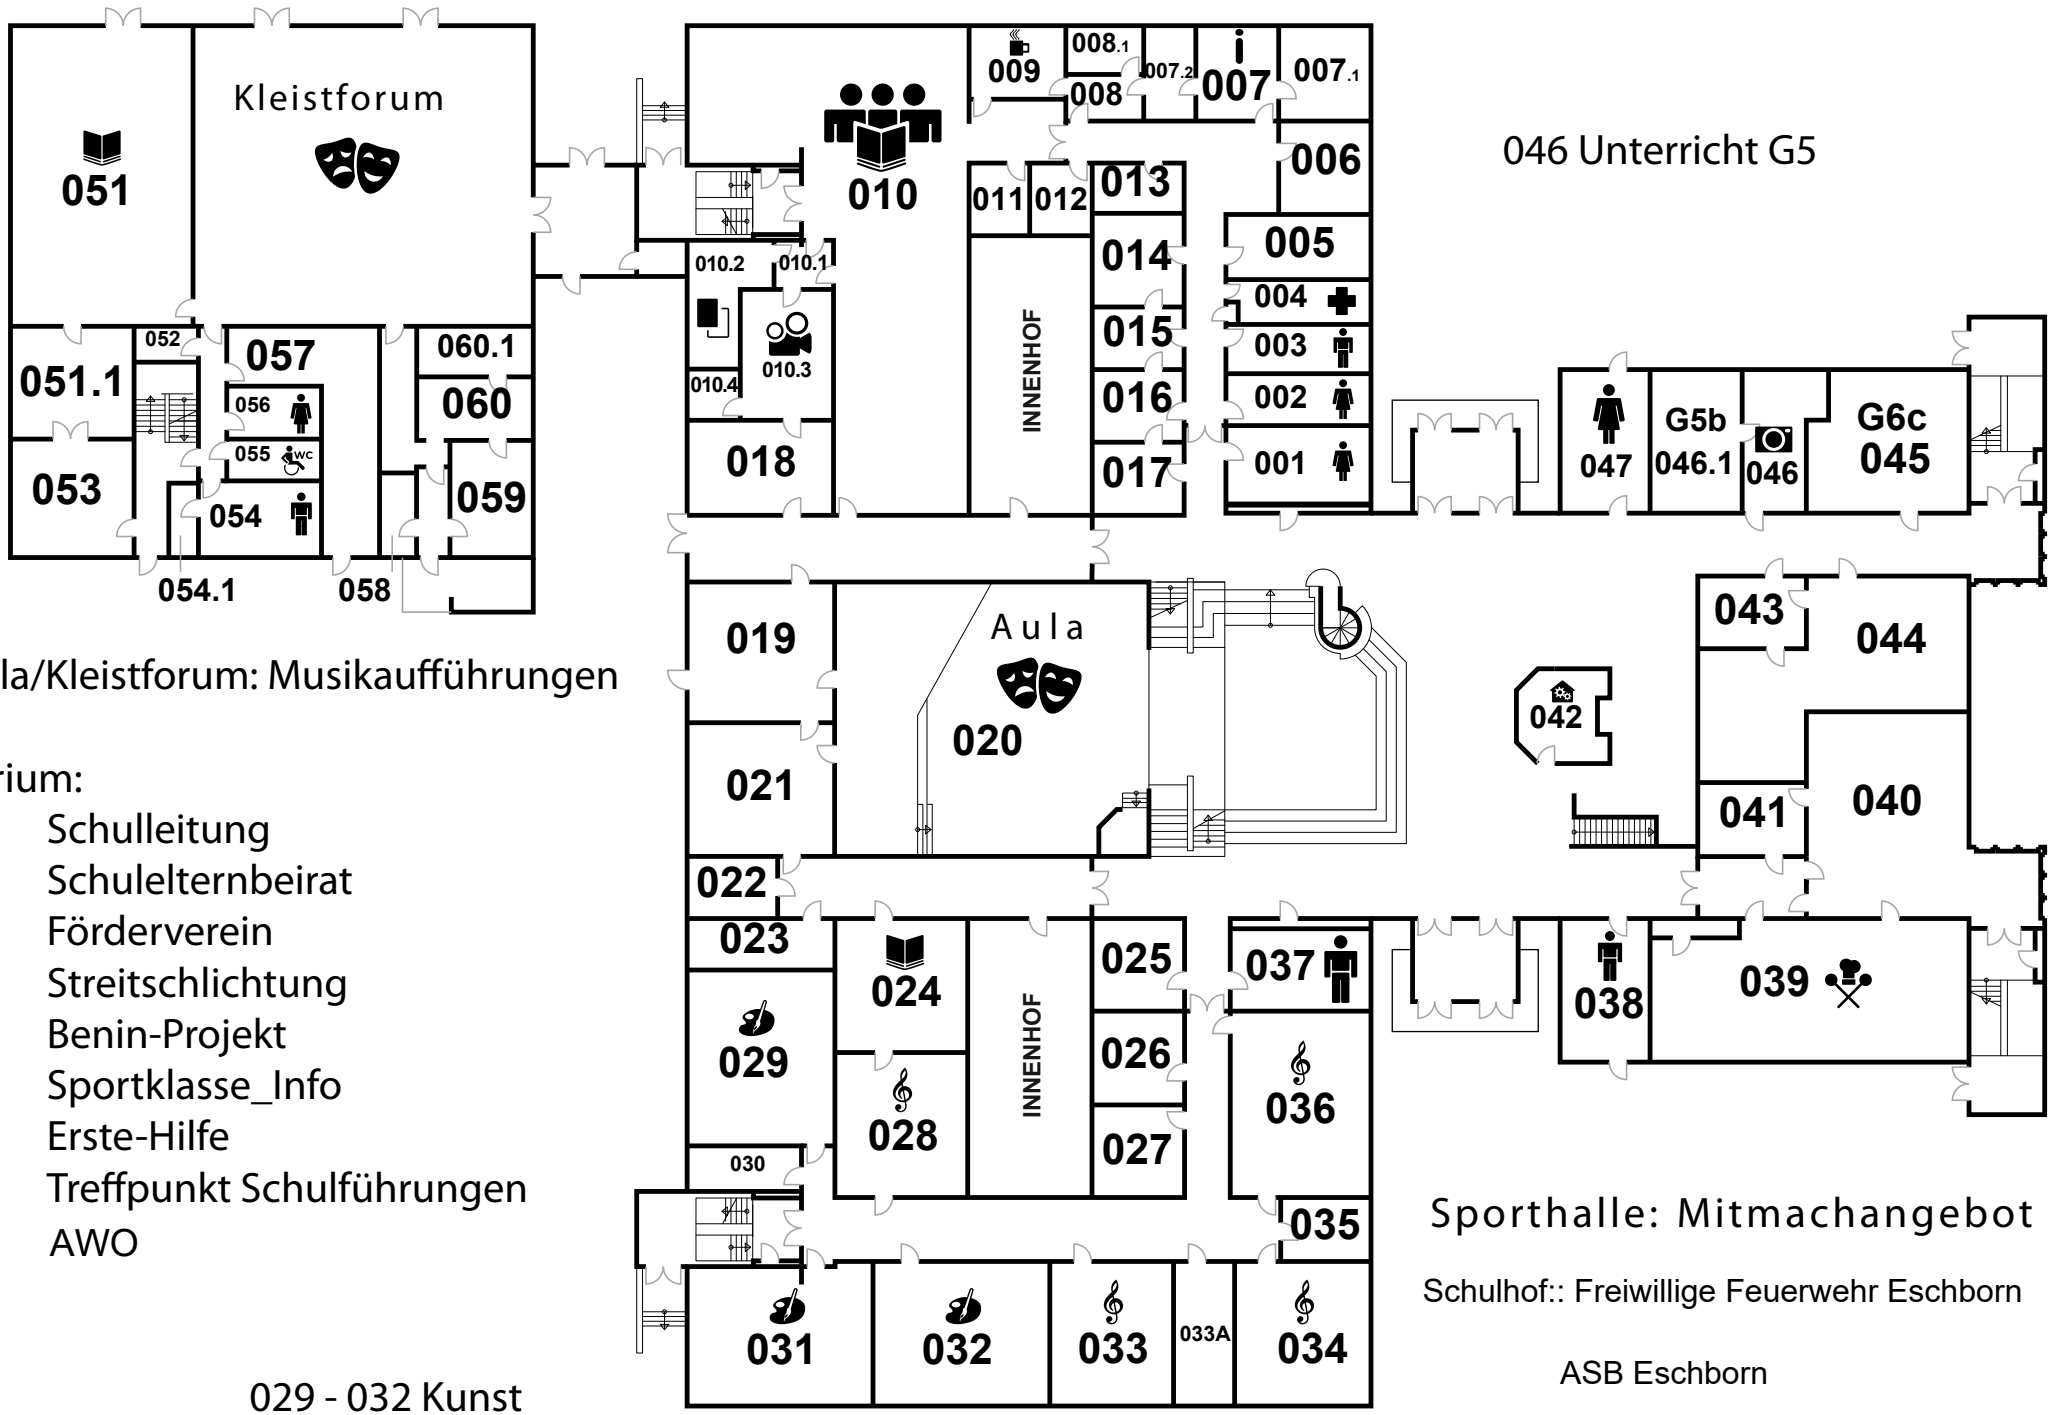 Kleistforum
051
051.1
052
053
054
054.1
055
WC
056
057
058
059
060
060.1
009
008.1
008
007.2
007
007.1
006
046 Unterricht G5
010
011
012
013
005
010.2
010.1
014
004
INNENHOF
015
003
010.3
010.4
016
002
018
017
001
047
G5b
046.1
046
G6c
045
019
Aula
020
043
044
042
021
041
040
022
023
024
025
037
038
039
029
028
INNENHOF
026
036
027
030
035
031
032
033
033A
034
la/Kleistforum: Musikaufführungen
rium:
Schulleitung
Schulelternbeirat
Förderverein
Streitschlichtung
Benin-Projekt
Sportklasse_Info
Erste-Hilfe
Treffpunkt Schulführungen
AWO
029 - 032 Kunst
Sporthalle: Mitmachangebot
Schulhof:: Freiwillige Feuerwehr Eschborn
ASB Eschborn